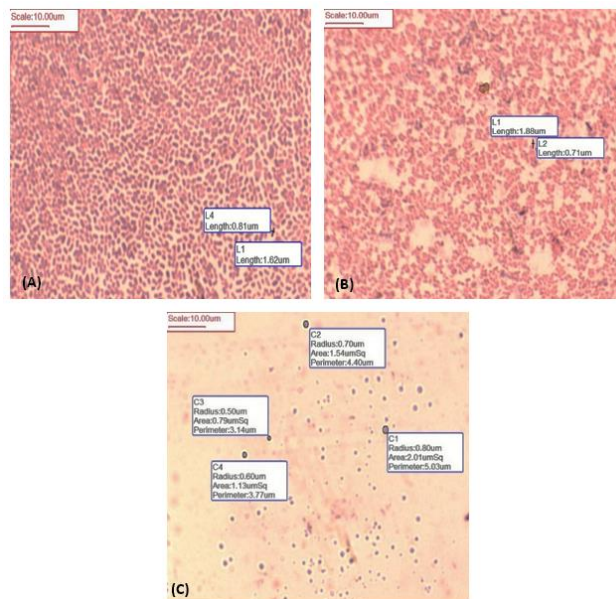 Scale:10.00um
L4
Length:0.81um
L1
Length:1.62um
(A)
Scale:10.00um
L1
Length:1.88um
L2
Length:0.71um
(B)
Scale:10.00um
C2
Radius:0.70um
Area:1.54umSq
Perimeter:4.40um
C3
Radius:0.50um
Area:0.79umSq
Perimeter:3.14um
C1
Radius:0.80um
Area:2.01umSq
Perimeter:5.03um
C4
Radius:0.60um
Area:1.13umSq
Perimeter:3.77um
(C)